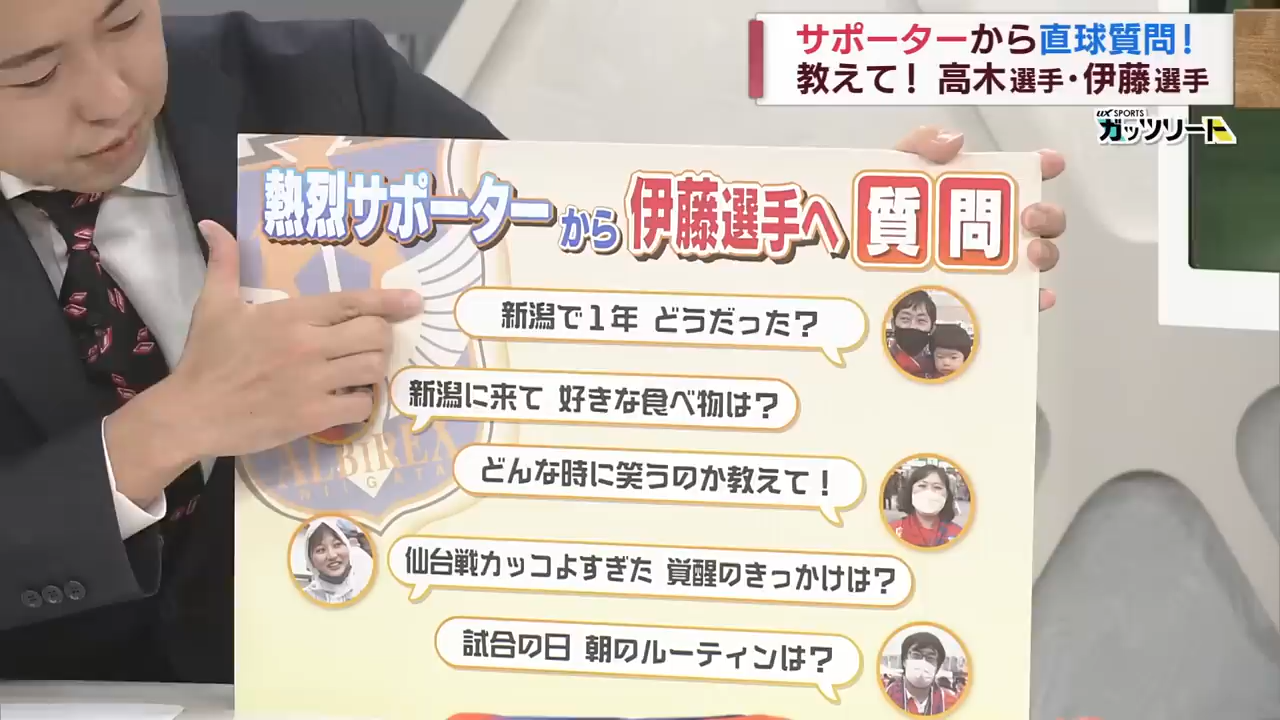 サポーターから直球質問！
教えて！ 高木選手・伊藤選手
UX SPORTS
ガッツリート
熱烈サポーターから伊藤選手へ質問
新潟で1年 どうだった？
新潟に来て 好きな食べ物は？
ALBIREX
NIIGATA
どんな時に笑うのか教えて！
仙台戦カッコよすぎた 覚醒のきっかけは？
試合の日 朝のルーティンは？